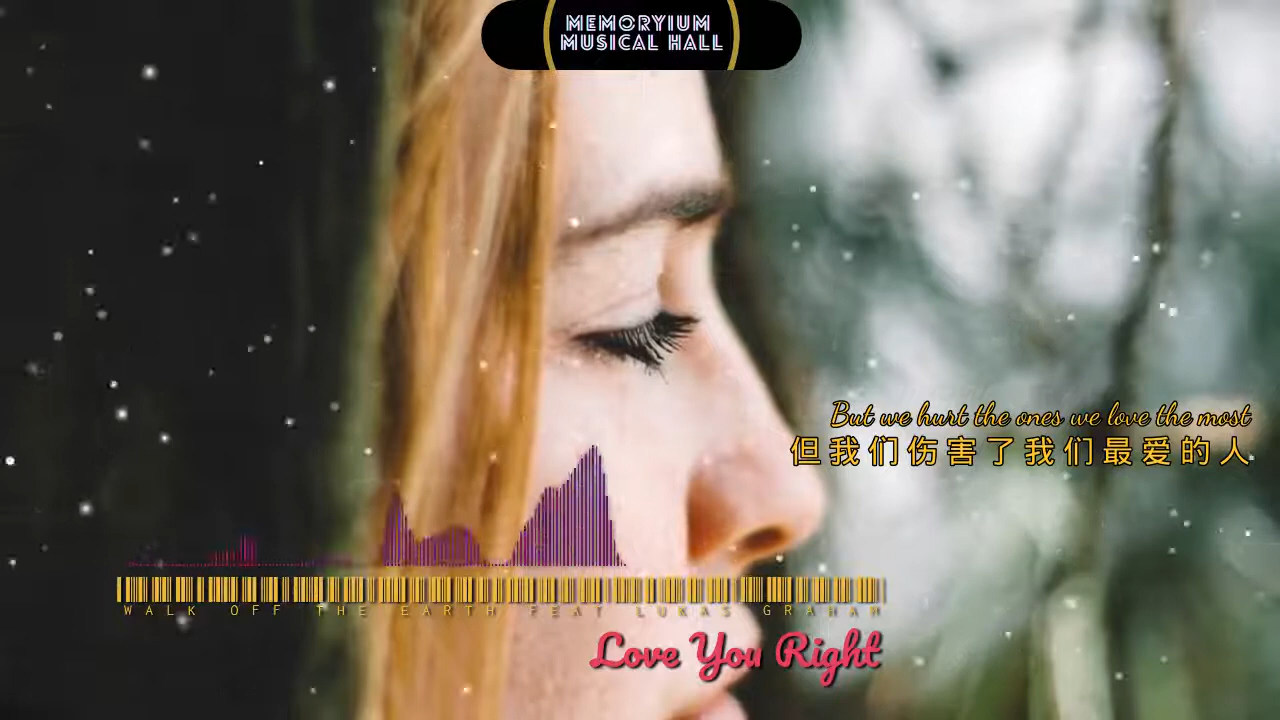 MEMORYIUM
MUSICAL HALL
But we hurt the ones we love the most
但我们伤害了我们最爱的人
WALK OFF THE EARTH FEAT LUKAS GRAHAM
Love You Right